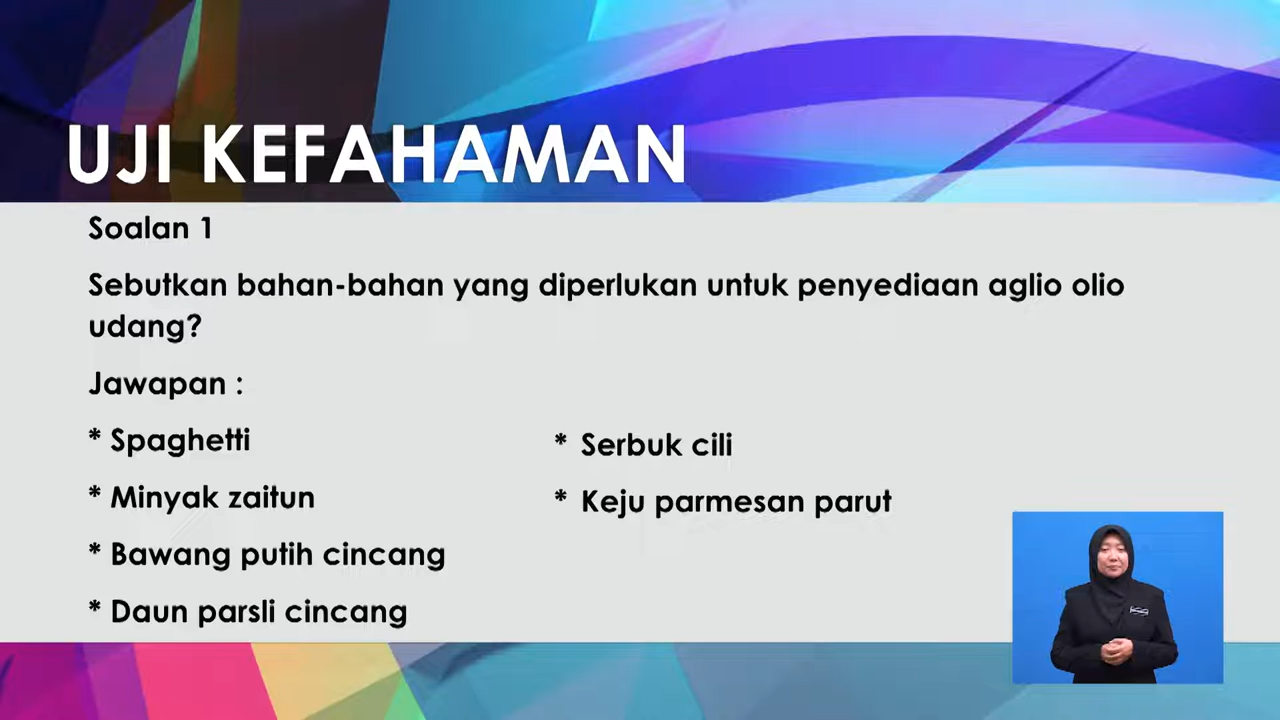 UJI KEFAHAMAN
Soalan 1
Sebutkan bahan-bahan yang diperlukan untuk penyediaan aglio olio
udang?
Jawapan :
* Spaghetti
* Minyak zaitun
* Bawang putih cincang
* Daun parsli cincang
* Serbuk cili
* Keju parmesan parut